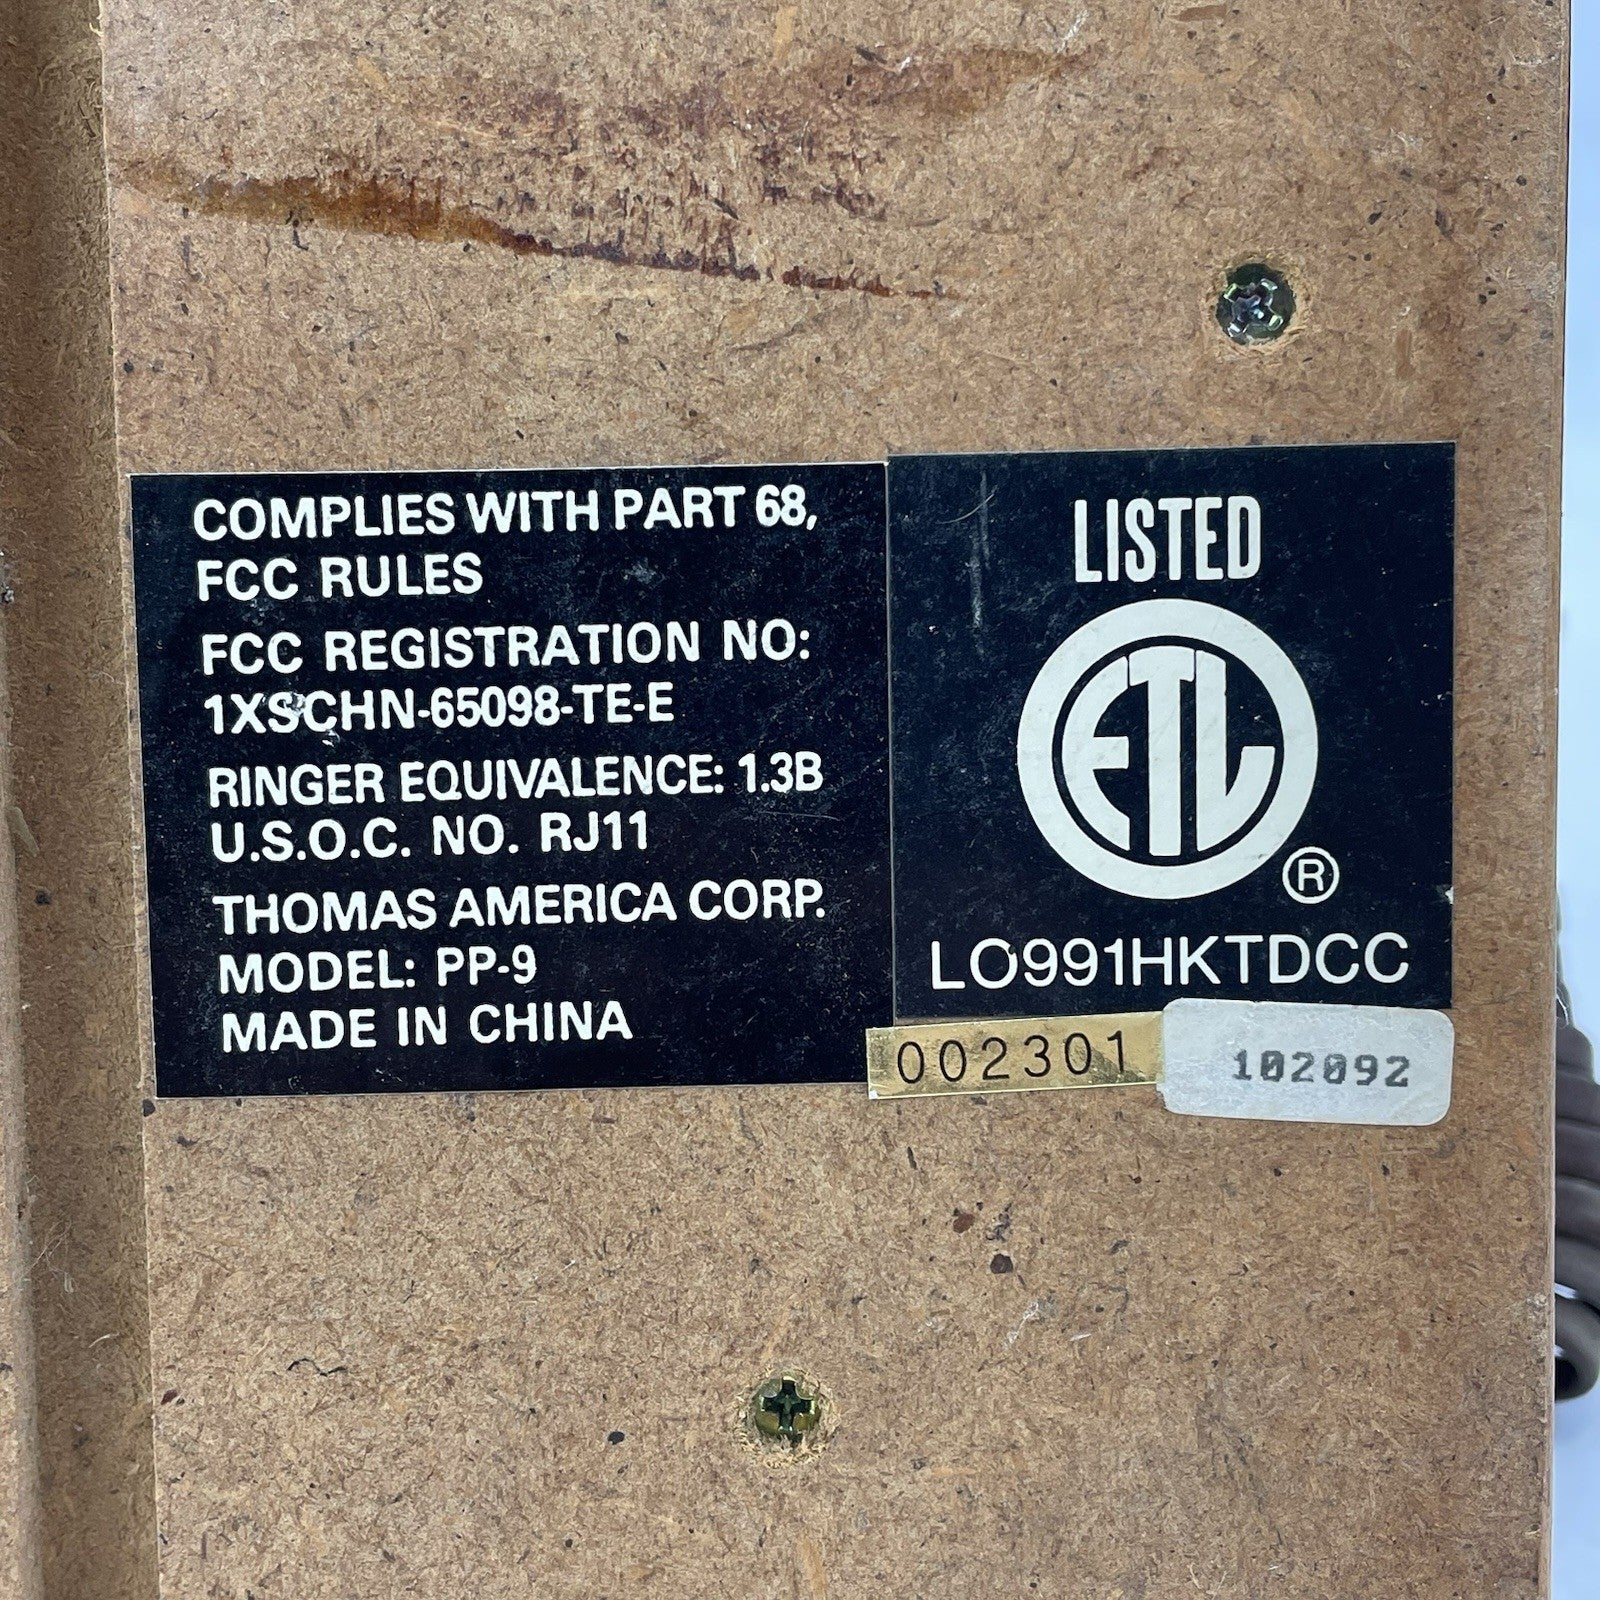 COMPLIES WITH PART 68,
FCC RULES
FCC REGISTRATION NO:
1XSCHN-65098-TE-E
RINGER EQUIVALENCE: 1.3B
U.S.O.C. NO. RJ11
THOMAS AMERICA CORP.
MODEL: PP-9
MADE IN CHINA
LISTED
ETL
®
LO991HKTDCC
002301
102092